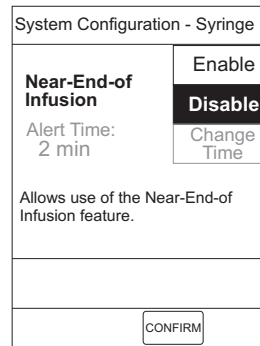 System Configuration - Syringe
Near-End-of
Infusion
Alert Time:
2 min
Enable
Disable
Change
Time
Allows use of the Near-End-of
Infusion feature.
CONFIRM